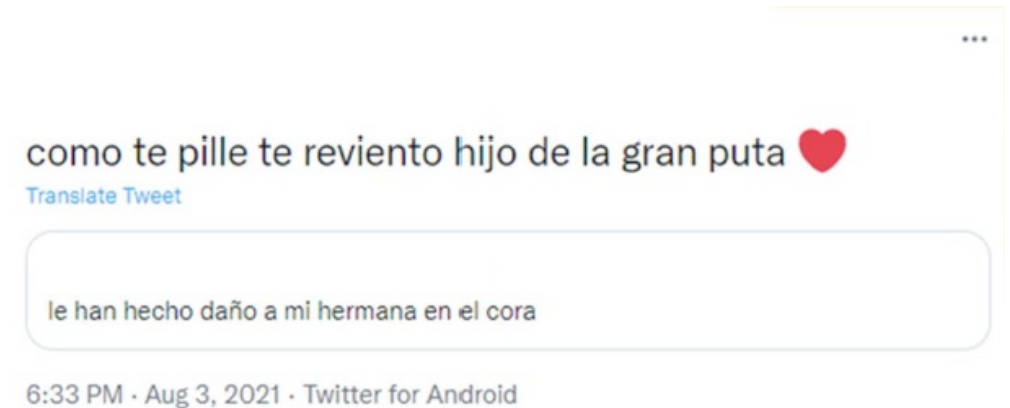 como te pille te reviento hijo de la gran puta ❤️
Translate Tweet
le han hecho daño a mi hermana en el cora
6:33 PM · Aug 3, 2021 · Twitter for Android